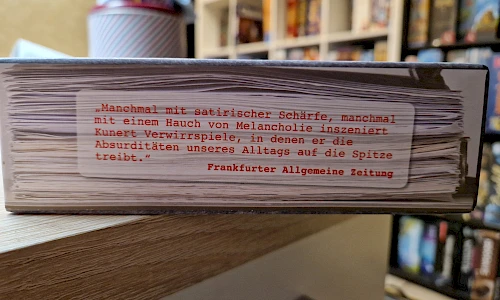 „Manchmal mit satirischer Schärfe, manchmal
mit einem Hauch von Melancholie inszeniert
Kunert Verwirrspiele, in denen er die
Absurditäten unseres Alltags auf die Spitze
treibt.“
Frankfurter Allgemeine Zeitung